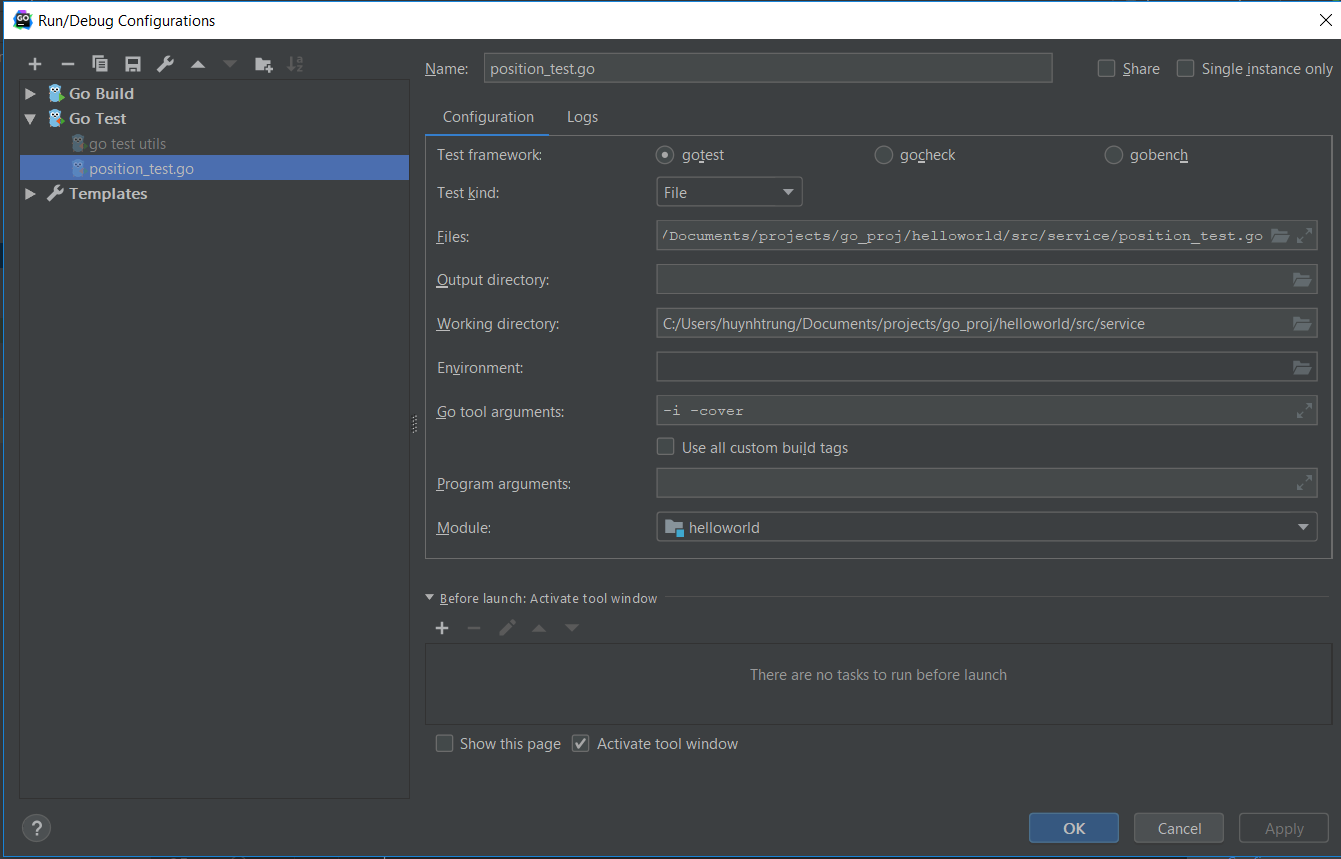 Run/Debug Configurations
Name: position_test.go Share Single instance only
Go Build
Go Test
go test utils
position_test.go
Templates
Configuration Logs
Test framework: gotest gocheck gobench
Test kind: File
Files: /Documents/projects/go_proj/helloworld/src/service/position_test.go
Output directory:
Working directory: C:/Users/huynhtrung/Documents/projects/go_proj/helloworld/src/service
Environment:
Go tool arguments: -i -cover
Use all custom build tags
Program arguments:
Module: helloworld
Before launch: Activate tool window
There are no tasks to run before launch
Show this page Activate tool window
? OK Cancel Apply